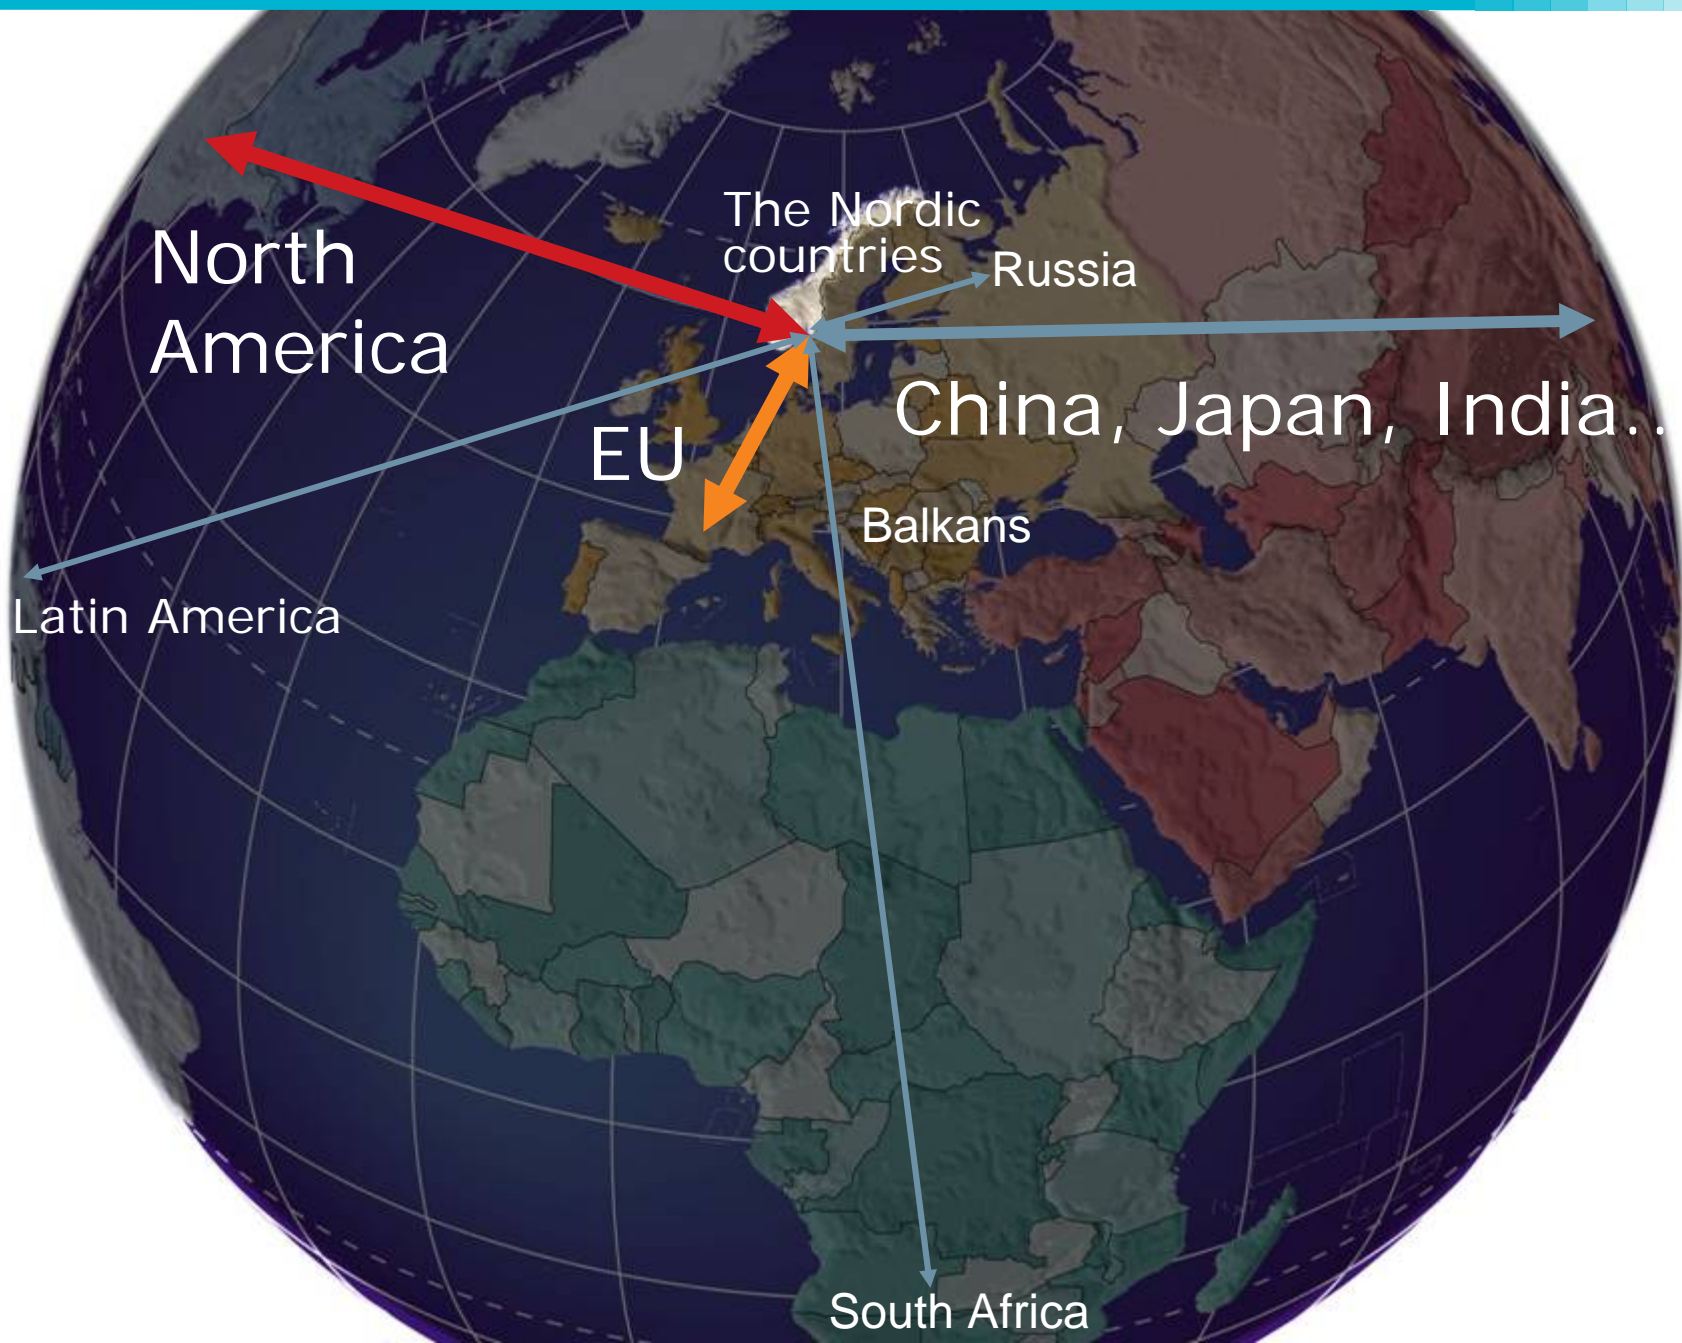 The Nordic
countries
North
America
Russia
China, Japan, India..
EU
Balkans
Latin America
South Africa